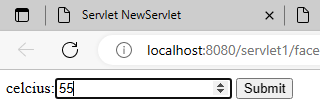 Servlet NewServlet
localhost:8080/servlet1/face
celcius:55 Submit